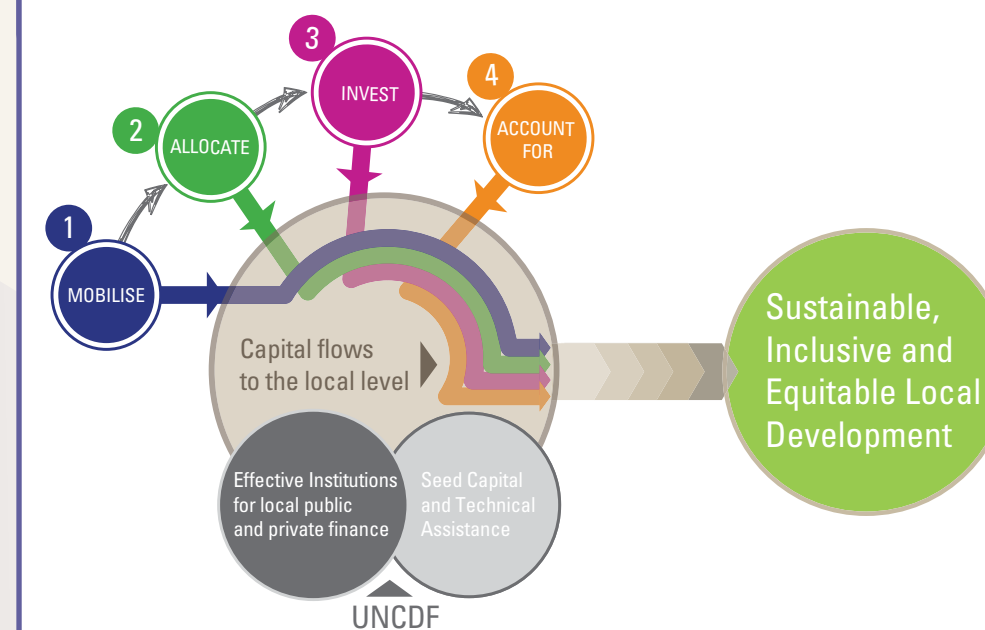 1
MOBILISE
2
ALLOCATE
3
INVEST
4
ACCOUNT
FOR
Capital flows
to the local level
Effective Institutions
for local public
and private finance
Seed Capital
and Technical
Assistance
UNCDF
Sustainable,
Inclusive and
Equitable Local
Development